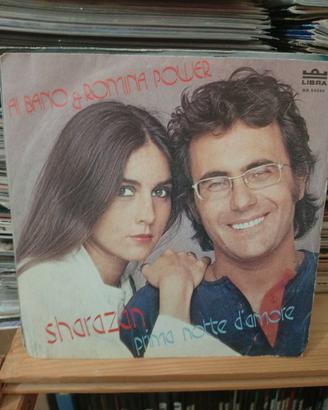 AL BANO & ROMINA POWER
LIBRA
sharazan
prima notte d'amore